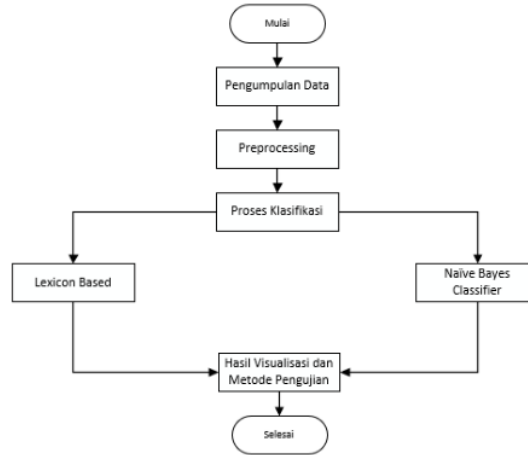 Mulai
Pengumpulan Data
Preprocessing
Proses Klasifikasi
Lexicon Based
Naïve Bayes
Classifier
Hasil Visualisasi dan
Metode Pengujian
Selesai